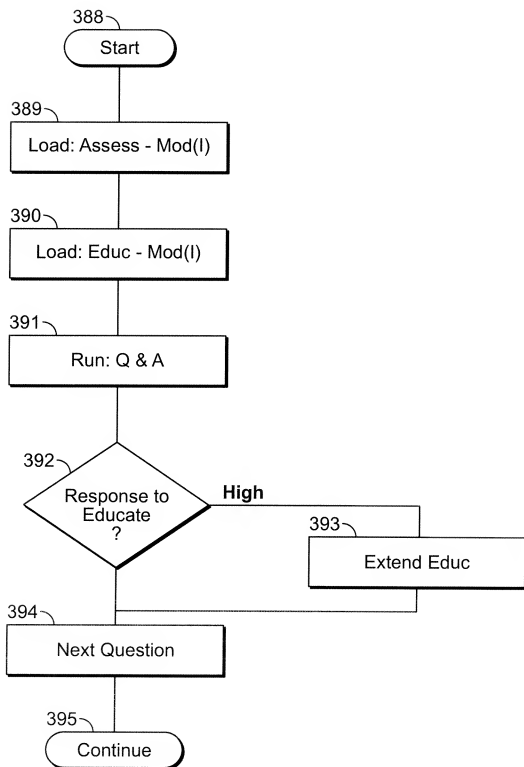 388
Start
389
Load: Assess - Mod(I)
390
Load: Educ - Mod(I)
391
Run: Q & A
392
Response to
Educate
?
High
393
Extend Educ
394
Next Question
395
Continue